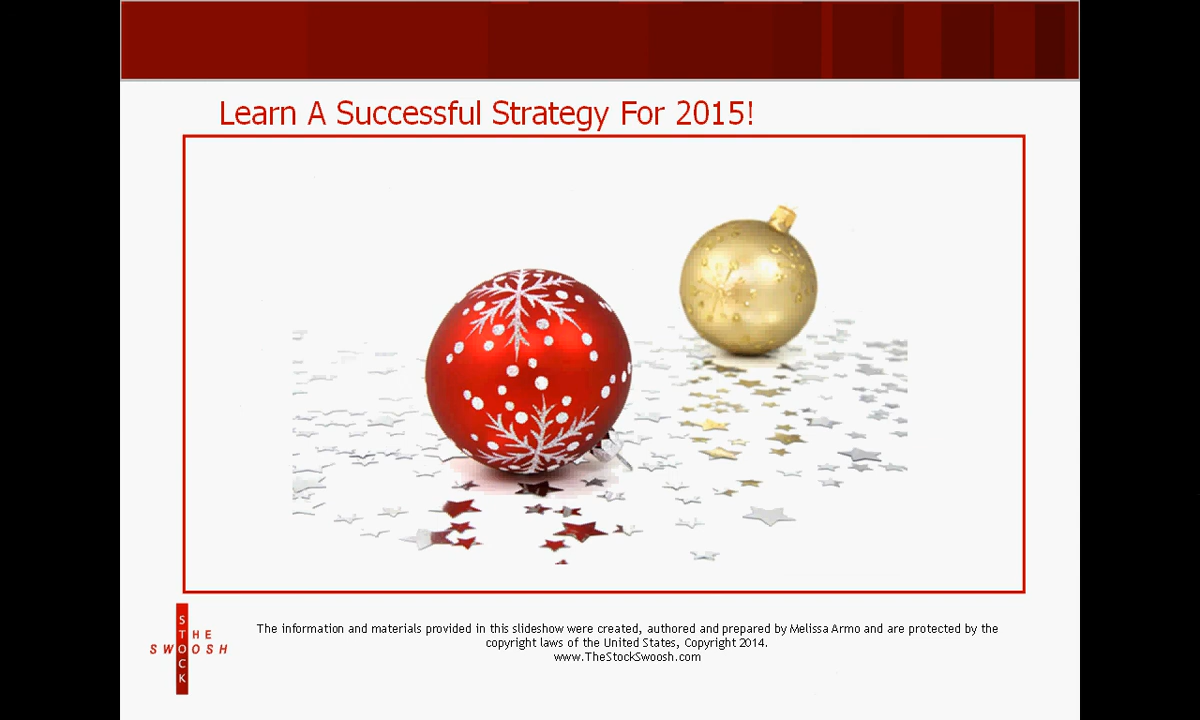 Learn A Successful Strategy For 2015!
The information and materials provided in this slideshow were created, authored and prepared by Melissa Armo and are protected by the
copyright laws of the United States, Copyright 2014.
www.TheStockSwoosh.com
THE
STOCK
SWOOSH